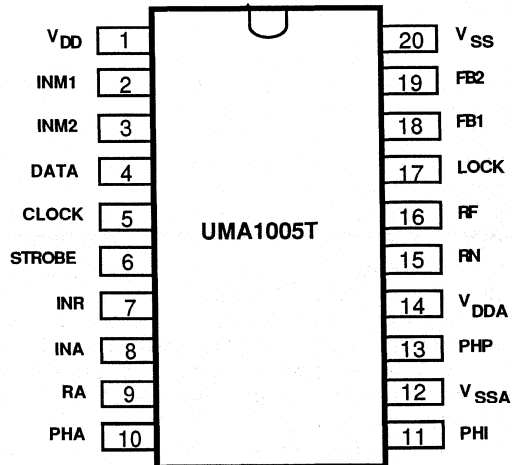 VDD 1 20 VSS
INM1 2 19 FB2
INM2 3 18 FB1
DATA 4 17 LOCK
CLOCK 5 16 RF
UMA1005T
STROBE 6 15 RN
INR 7 14 VDDA
INA 8 13 PHP
RA 9 12 VSSA
PHA 10 11 PHI